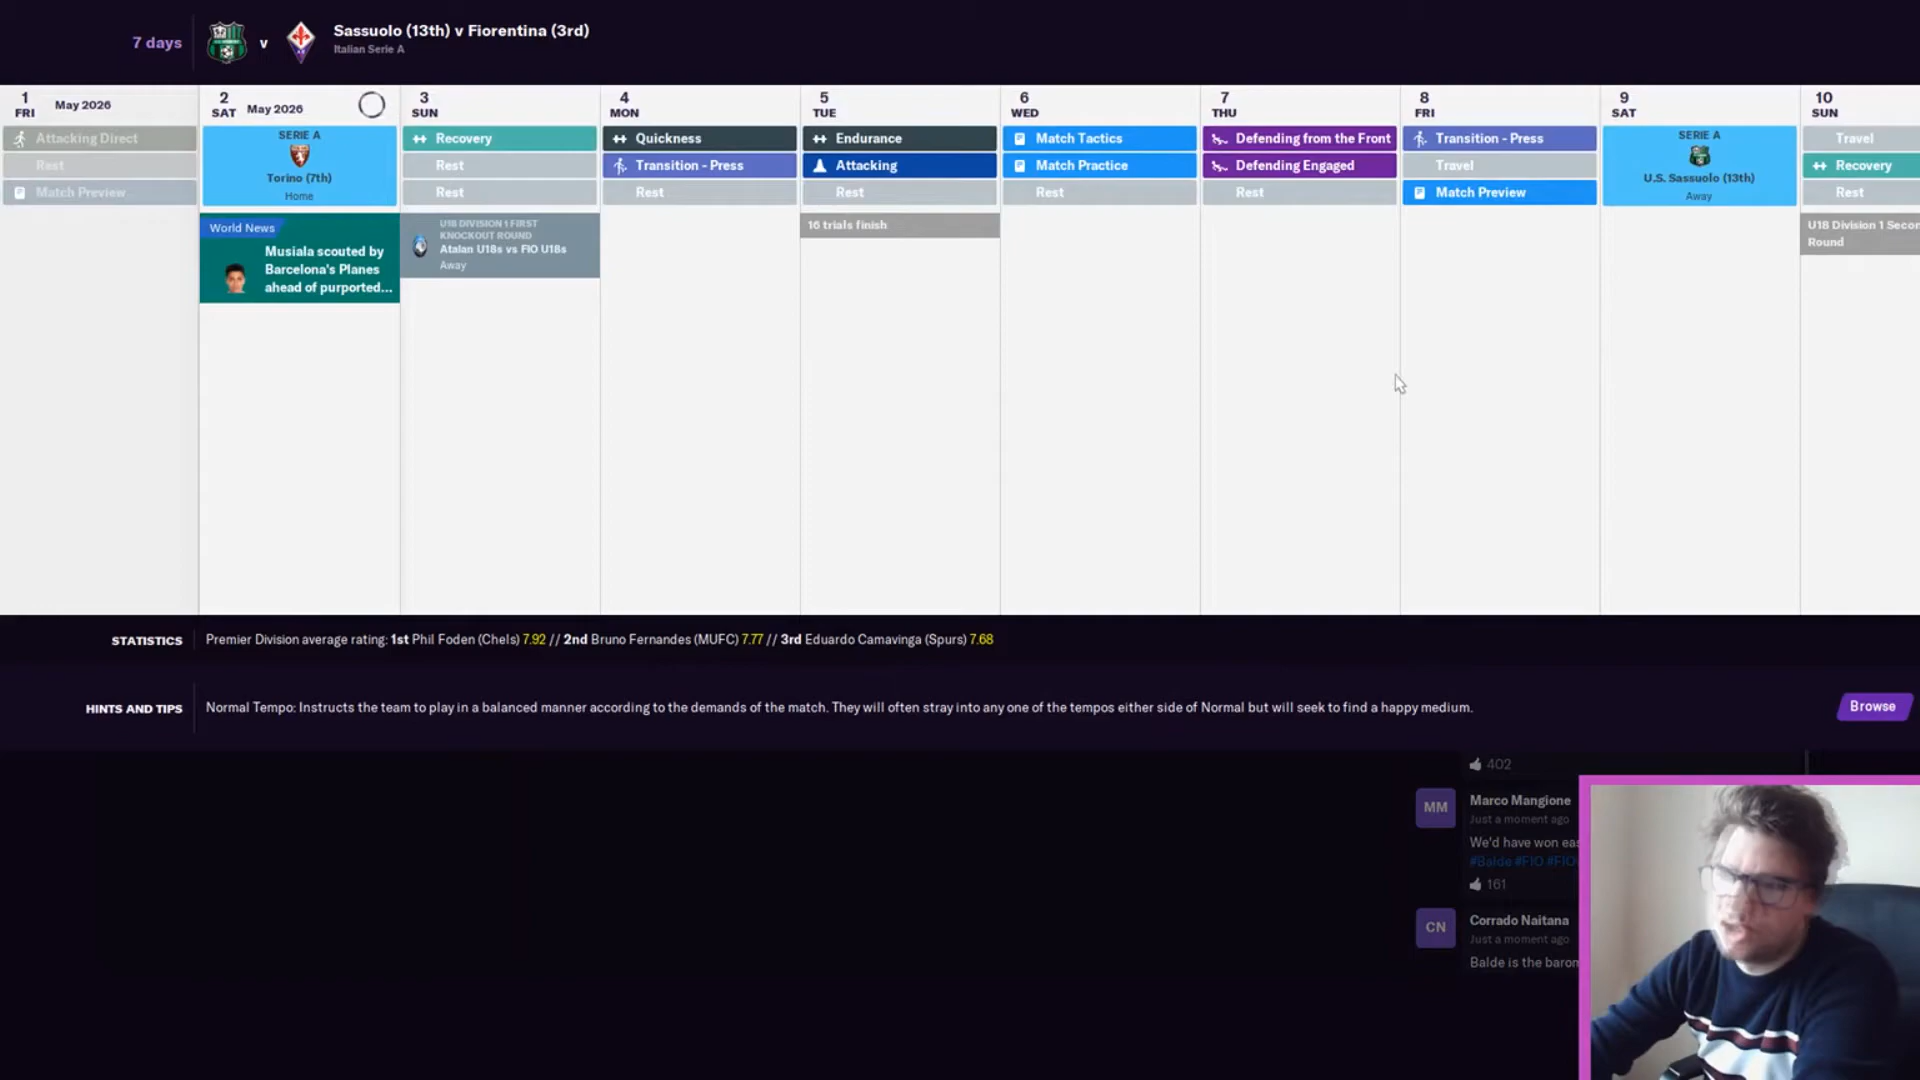 7 days
v
Sassuolo (13th) v Fiorentina (3rd)
Italian Serie A
1
FRI
May 2026
Attacking Direct
Rest
Match Preview
2
SAT
May 2026
SERIE A
Torino (7th)
Home
World News
Musiala scouted by
Barcelona's Planes
ahead of purported...
3
SUN
Recovery
Rest
Rest
U18 DIVISION 1 FIRST
KNOCKOUT ROUND
Atalan U18s vs FIO U18s
Away
4
MON
Quickness
Transition - Press
Rest
5
TUE
Endurance
Attacking
Rest
16 trials finish
6
WED
Match Tactics
Match Practice
Rest
7
THU
Defending from the Front
Defending Engaged
Rest
8
FRI
Transition - Press
Travel
Match Preview
9
SAT
SERIE A
U.S. Sassuolo (13th)
Away
10
SUN
Travel
Recovery
Rest
U18 Division 1 Secon
Round
STATISTICS
Premier Division average rating: 1st Phil Foden (Chels) 7.92 // 2nd Bruno Fernandes (MUFC) 7.77 // 3rd Eduardo Camavinga (Spurs) 7.68
HINTS AND TIPS
Normal Tempo: Instructs the team to play in a balanced manner according to the demands of the match. They will often stray into any one of the tempos either side of Normal but will seek to find a happy medium.
Browse
402
MM
Marco Mangione
Just a moment ago
We'd have won eas
#Balde #FIO #FIO
161
CN
Corrado Naitana
Just a moment ago
Balde is the baron